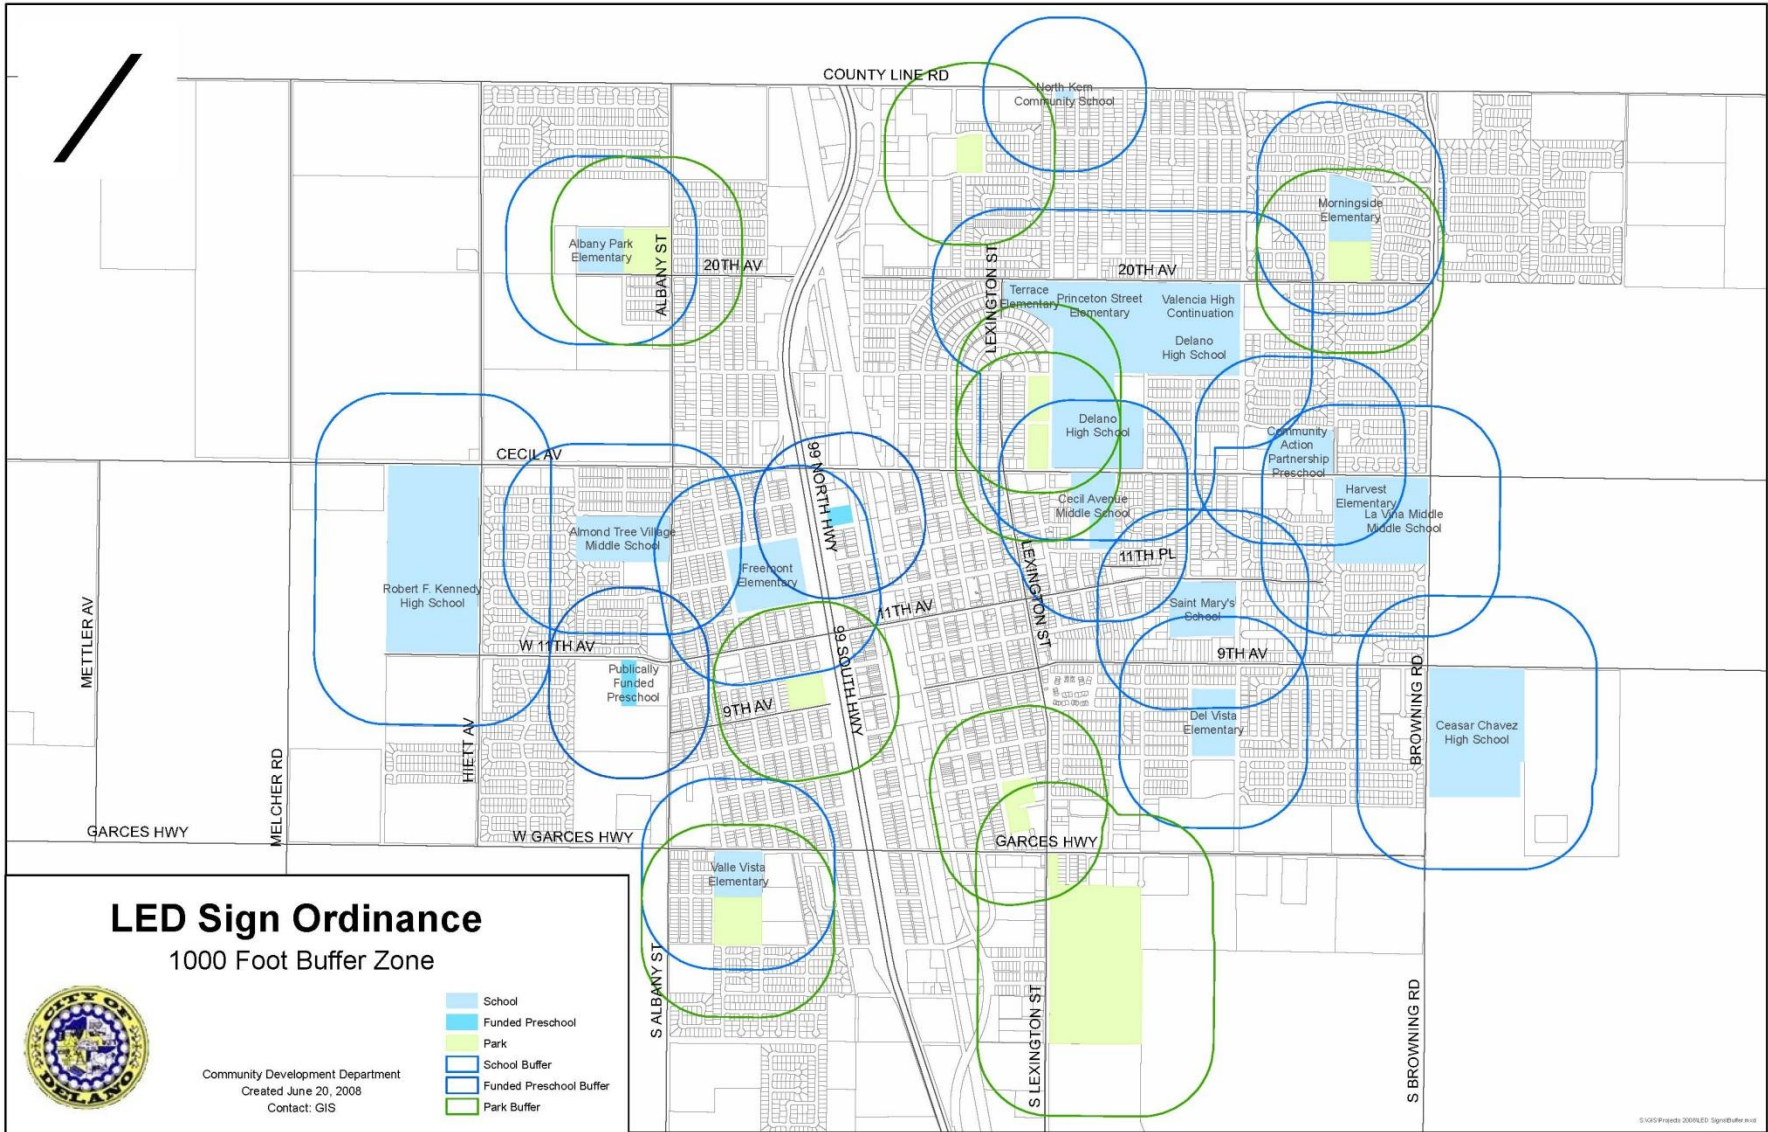 COUNTY LINE RD
North Kern
Community School
Morningside
Elementary
Albany Park
Elementary
ALBANY ST
20TH AV
LEXINGTON ST
20TH AV
Terrace
Elementary
Princeton Street
Elementary
Valencia High
Continuation
Delano
High School
Delano
High School
CECIL AV
99 NORTH HWY
Community
Action
Partnership
Preschool
Cecil Avenue
Middle School
Harvest
Elementary
La Vina Middle
Middle School
Almond Tree Village
Middle School
Freemont
Elementary
11TH PL
LEXINGTON ST
Robert F. Kennedy
High School
11TH AV
Saint Mary's
School
METTLER AV
W 11TH AV
99 SOUTH HWY
9TH AV
Publically
Funded
Preschool
9TH AV
Del Vista
Elementary
BROWNING RD
Ceasar Chavez
High School
HIETT AV
MELCHER RD
GARCES HWY
W GARCES HWY
GARCES HWY
Valle Vista
Elementary
S ALBANY ST
S LEXINGTON ST
S BROWNING RD
LED Sign Ordinance
1000 Foot Buffer Zone
CITY OF
DELANO
Community Development Department
Created June 20, 2008
Contact: GIS
School
Funded Preschool
Park
School Buffer
Funded Preschool Buffer
Park Buffer